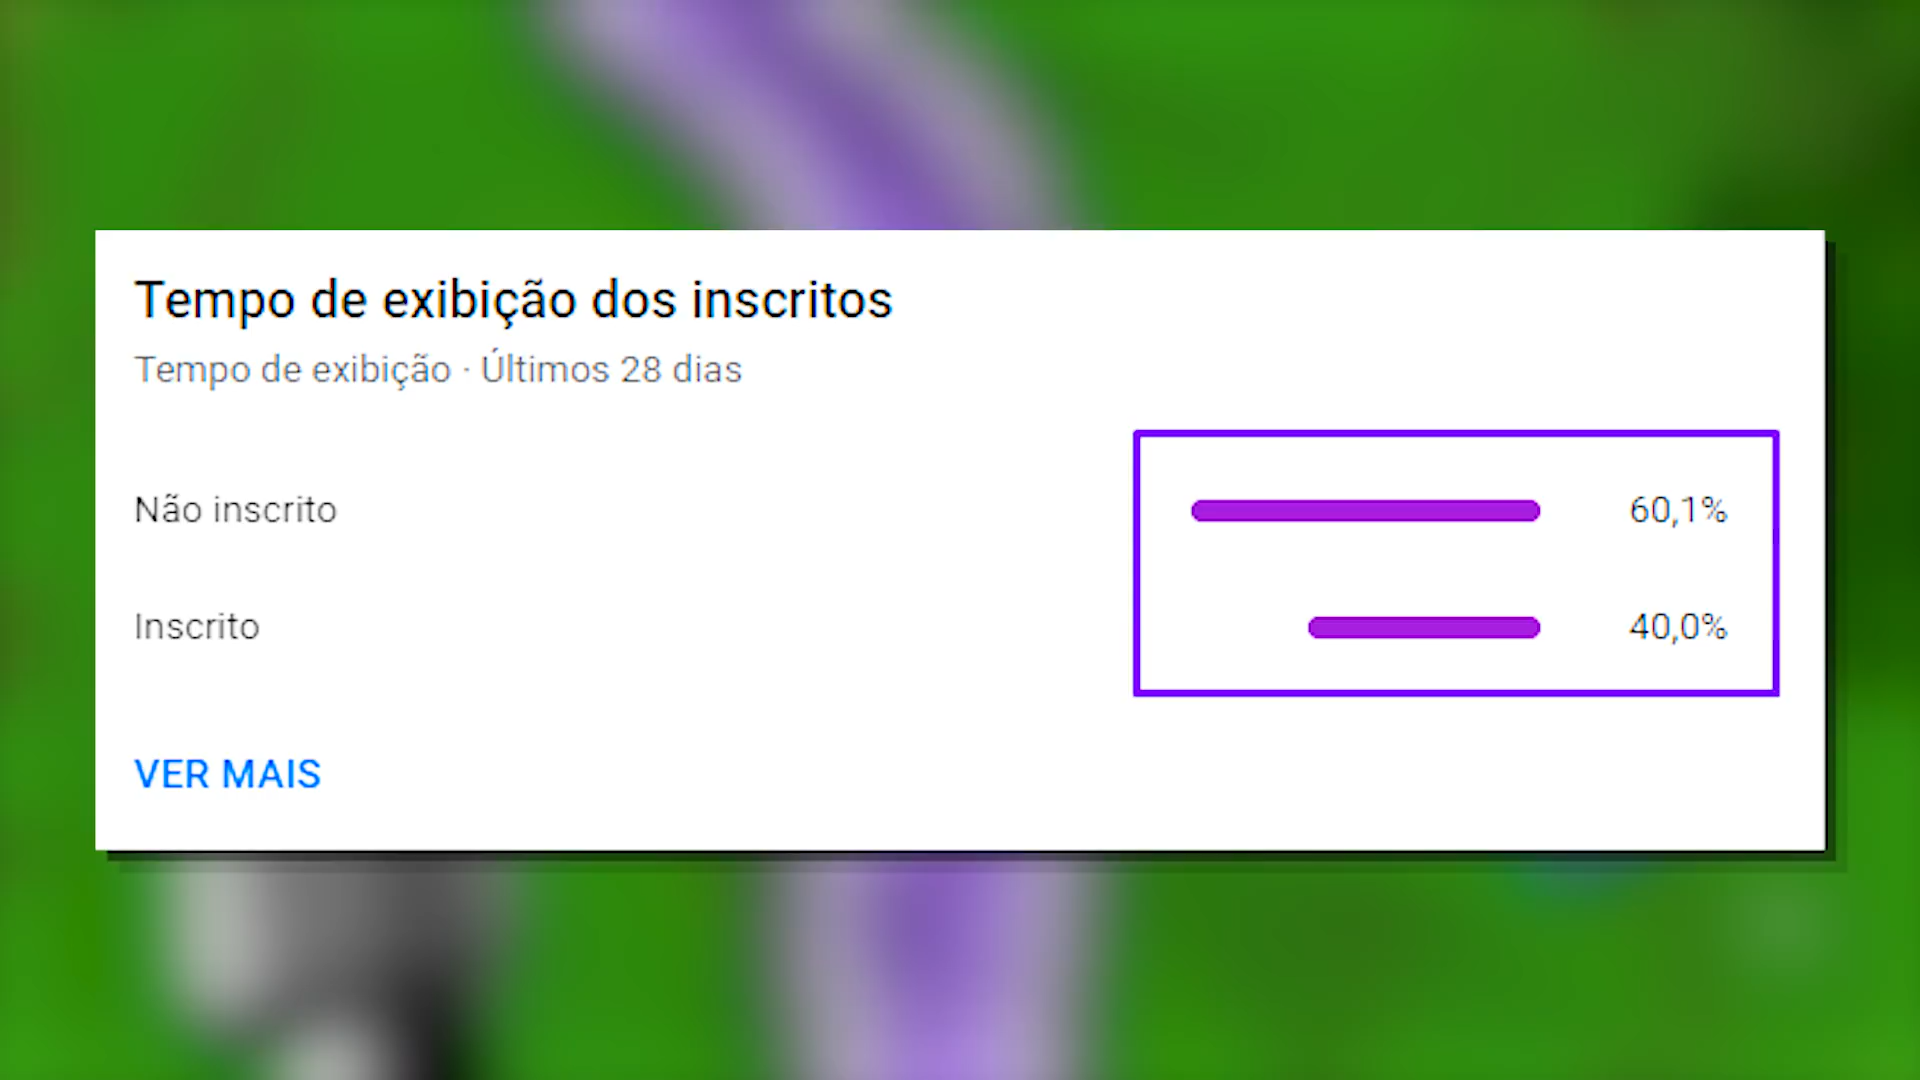 Tempo de exibição dos inscritos
Tempo de exibição · Últimos 28 dias
Não inscrito 60,1%
Inscrito 40,0%
VER MAIS